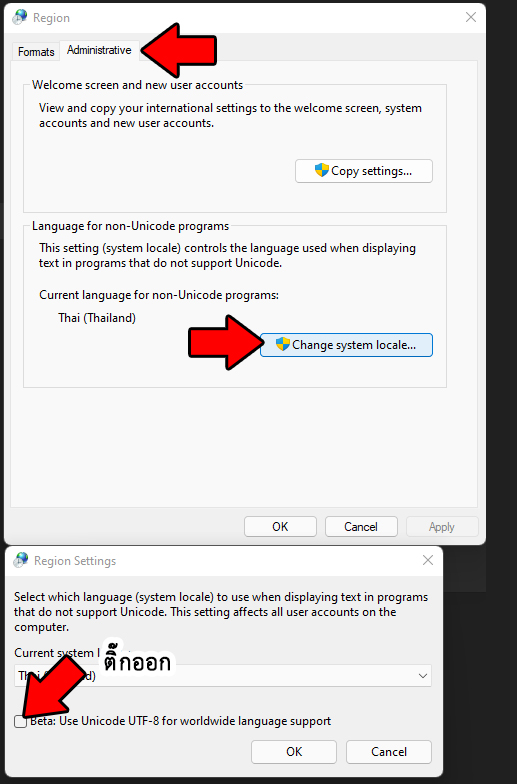 Region
Formats
Administrative
Welcome screen and new user accounts
View and copy your international settings to the welcome screen, system
accounts and new user accounts.
Copy settings...
Language for non-Unicode programs
This setting (system locale) controls the language used when displaying
text in programs that do not support Unicode.
Current language for non-Unicode programs:
Thai (Thailand)
Change system locale...
OK
Cancel
Apply
Region Settings
Select which language (system locale) to use when displaying text in programs
that do not support Unicode. This setting affects all user accounts on the
computer.
Current system
ติ๊กออก
Beta: Use Unicode UTF-8 for worldwide language support
OK
Cancel